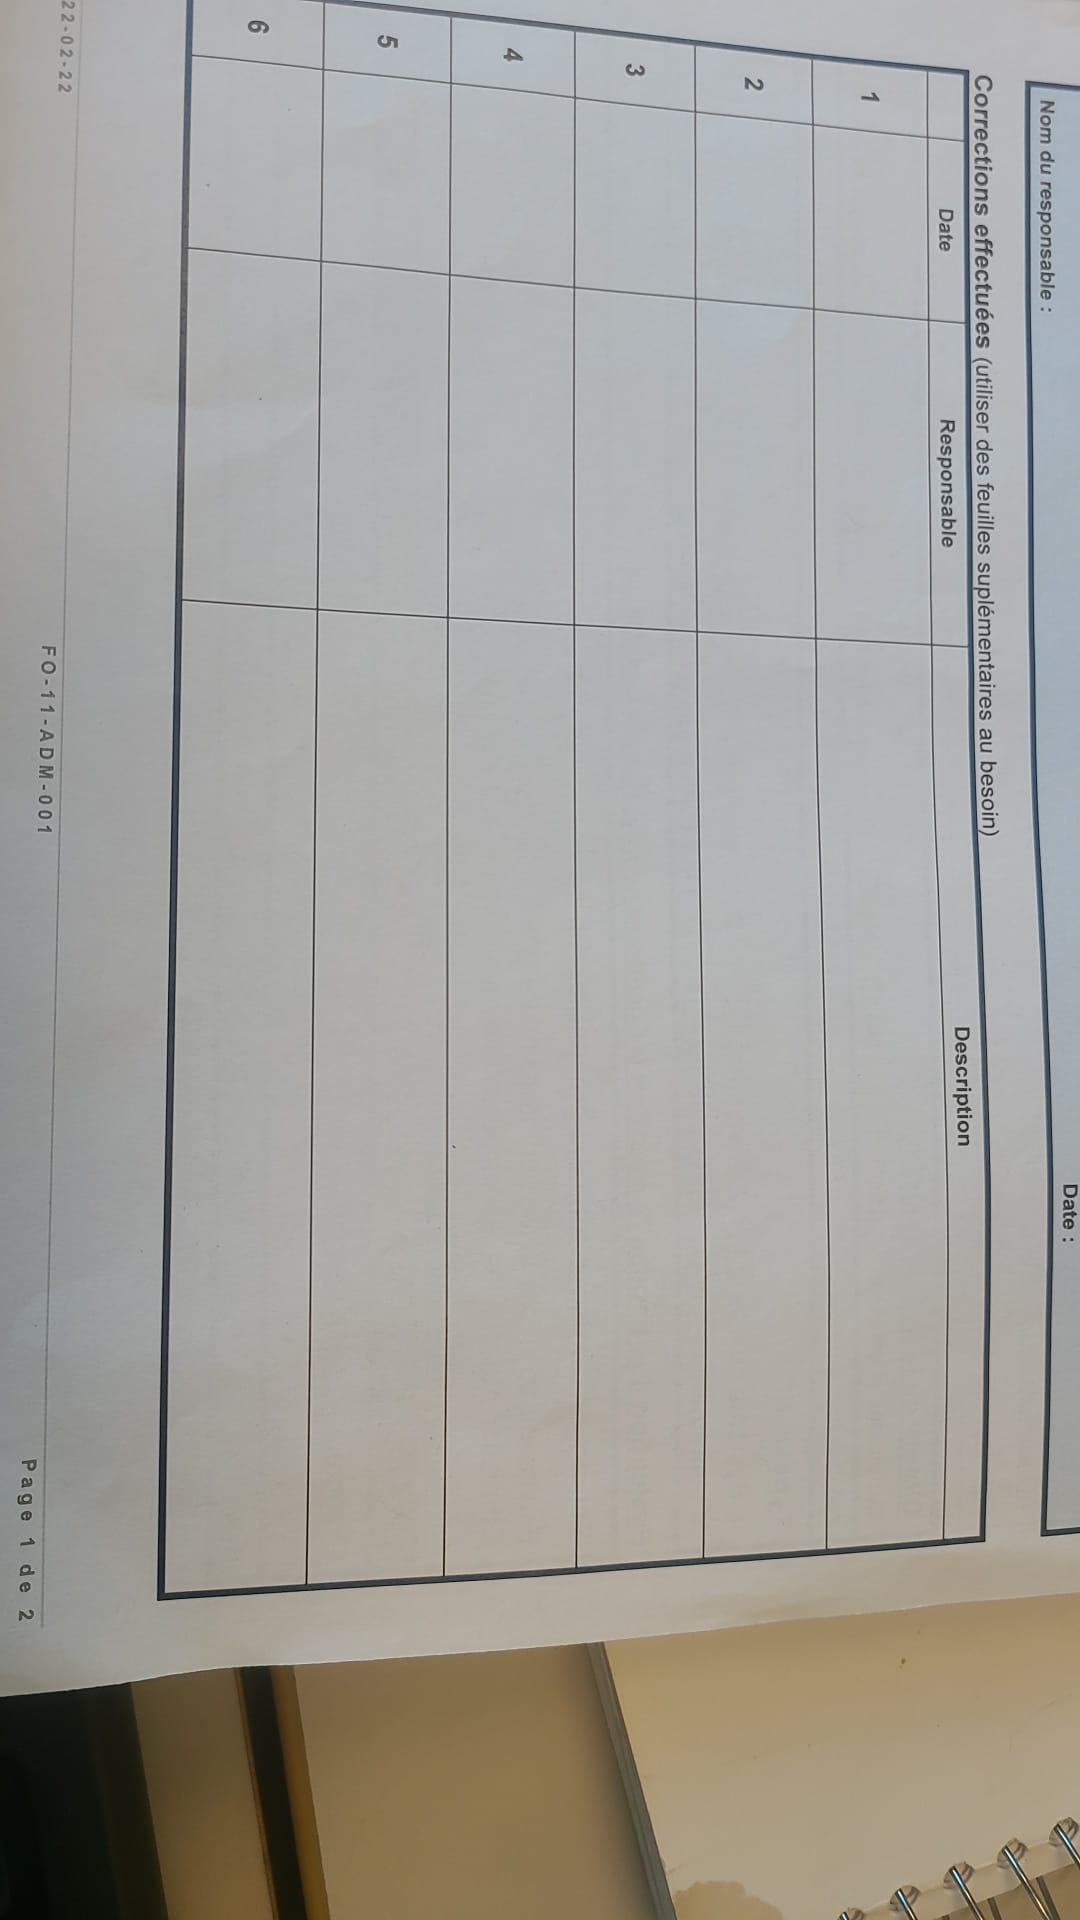 Date :
Nom du responsable :
Corrections effectuées (utiliser des feuilles suplémentaires au besoin)
Date Responsable Description
1
2
3
4
5
6
22-02-22
FO-11-ADM-001
Page 1 de 2